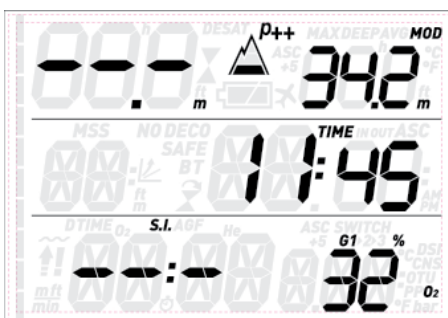 P++ MOD
--.- m 34.2 m
TIME
11:45
S.I. G1 %
--:- 32 O₂